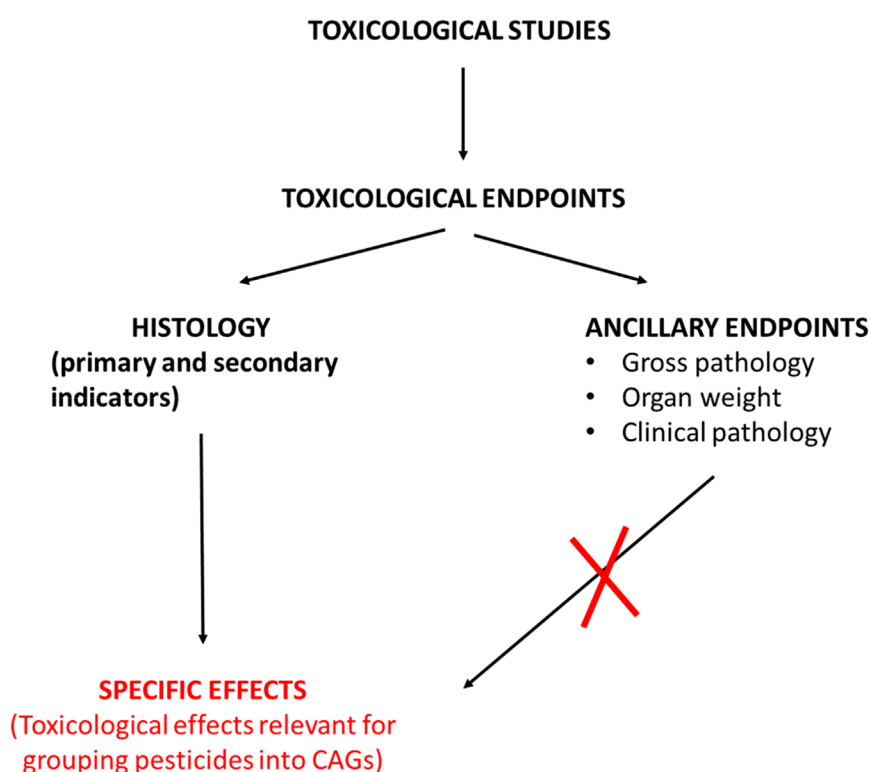 TOXICOLOGICAL STUDIES
TOXICOLOGICAL ENDPOINTS
HISTOLOGY
(primary and secondary
indicators)
ANCILLARY ENDPOINTS
• Gross pathology
• Organ weight
• Clinical pathology
SPECIFIC EFFECTS
(Toxicological effects relevant for
grouping pesticides into CAGs)